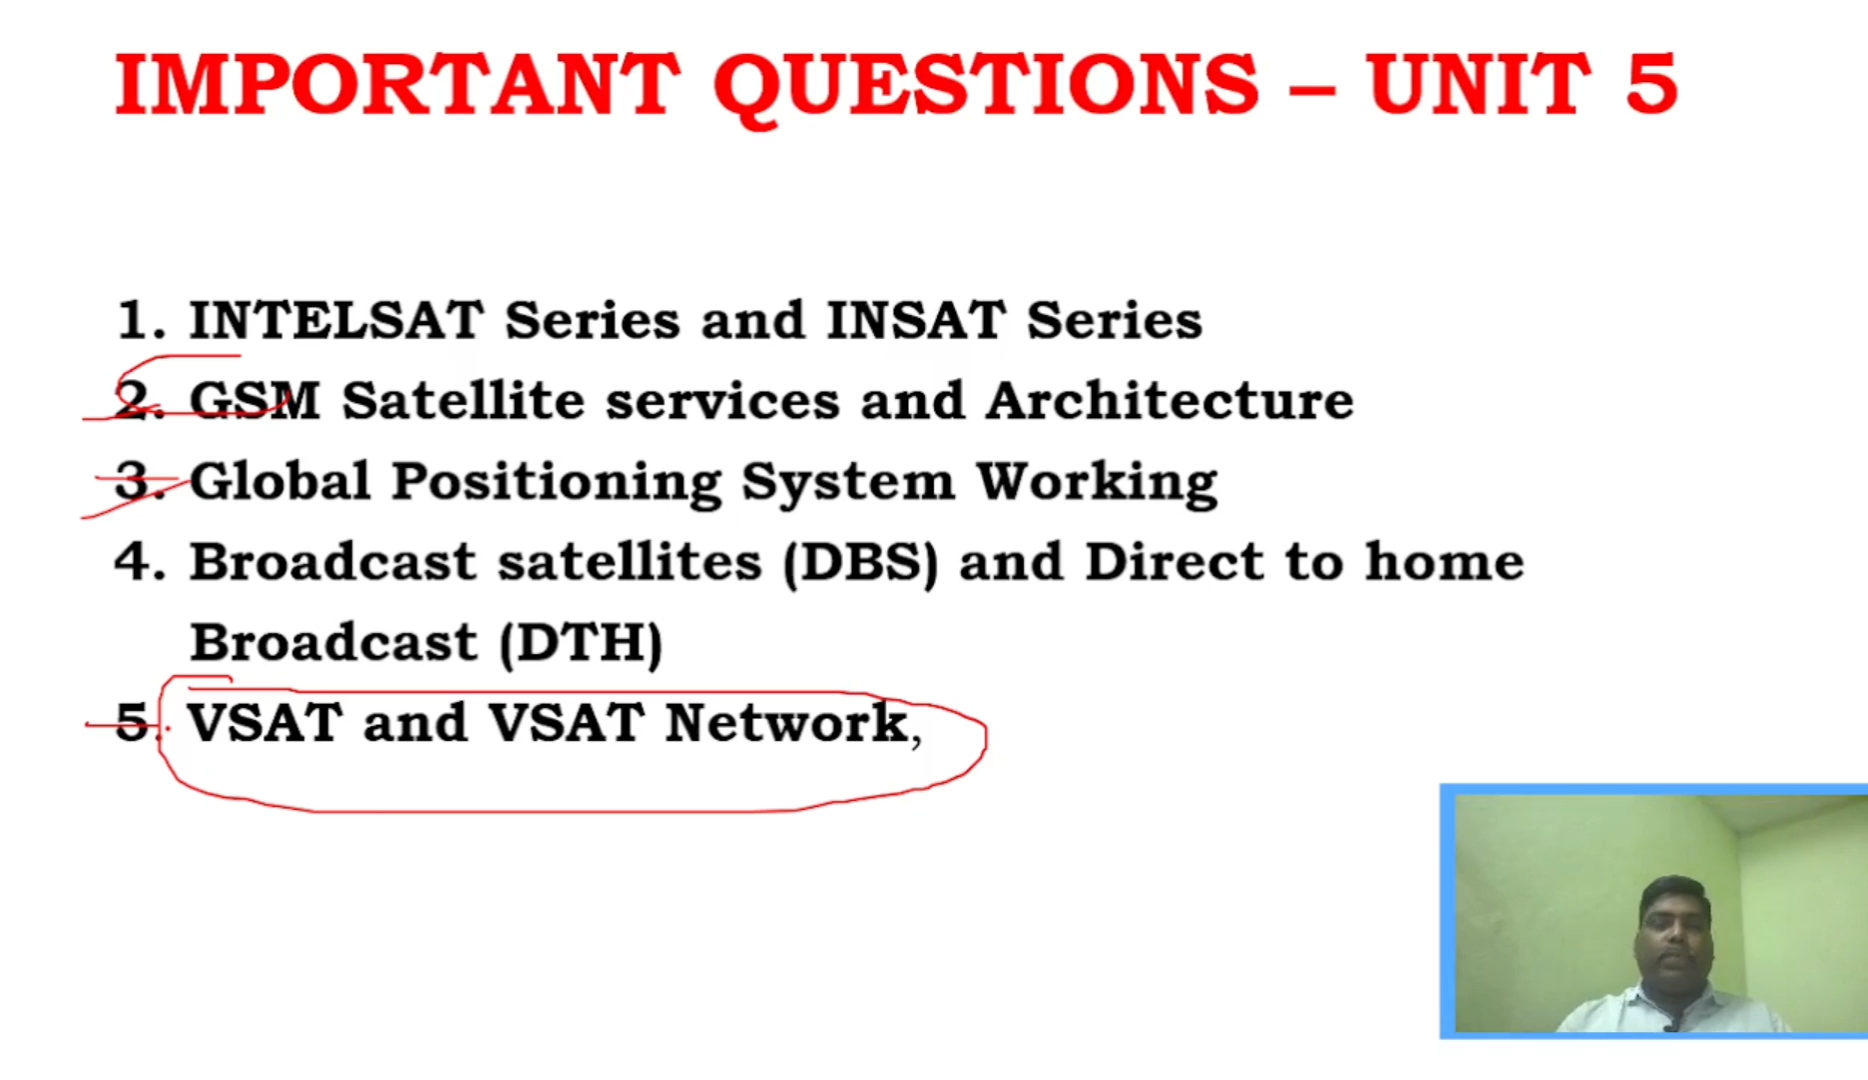 IMPORTANT QUESTIONS – UNIT 5
1. INTELSAT Series and INSAT Series
2. GSM Satellite services and Architecture
3. Global Positioning System Working
4. Broadcast satellites (DBS) and Direct to home
Broadcast (DTH)
5. VSAT and VSAT Network,